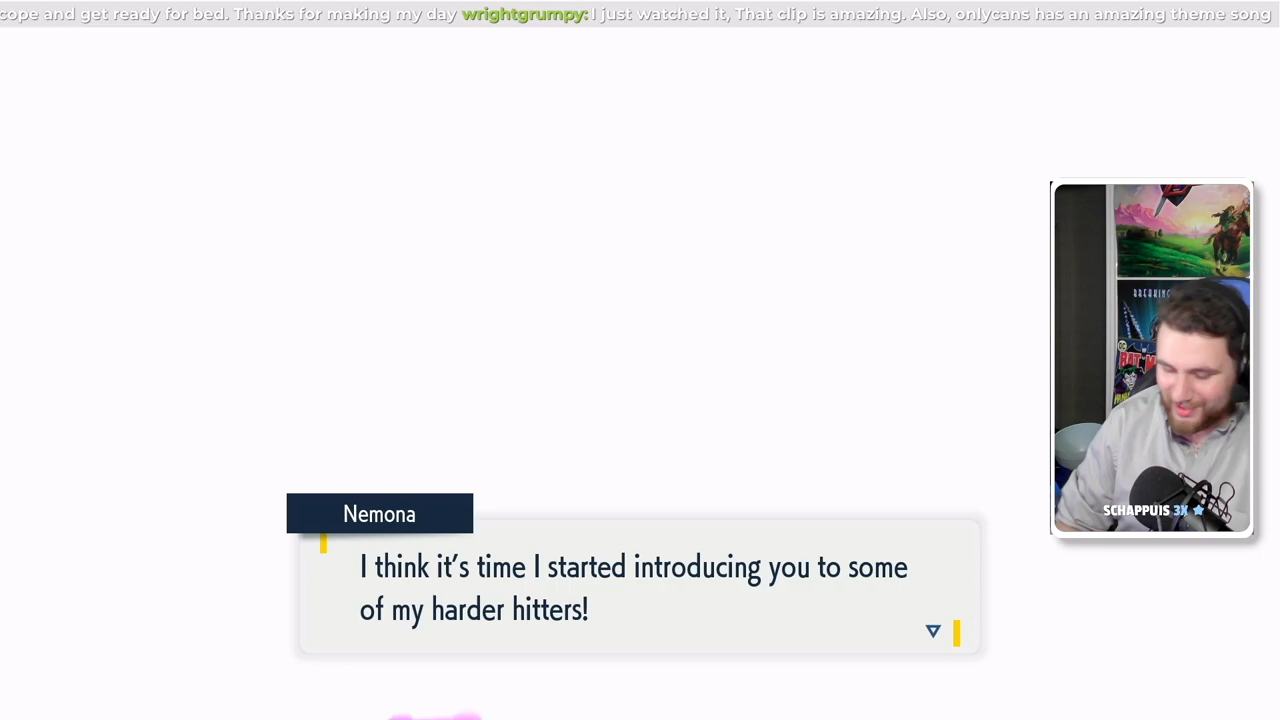 cope and get ready for bed. Thanks for making my day wrightgrumpy: I just watched it, That clip is amazing. Also, onlycans has an amazing theme song
BREAKING
BATM
SCHAPPUIS 3X
Nemona
I think it's time I started introducing you to some
of my harder hitters!